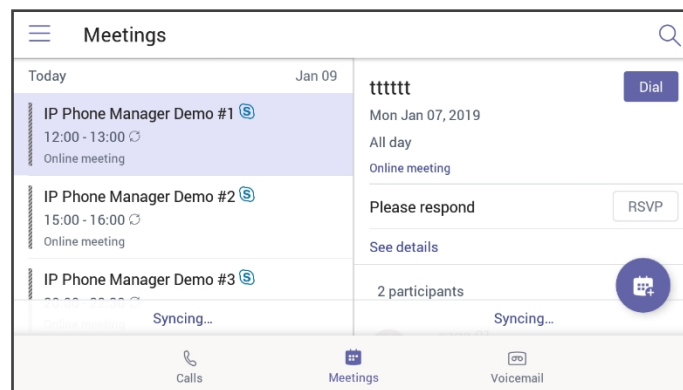 Meetings
Today Jan 09
IP Phone Manager Demo #1
12:00 - 13:00
Online meeting
IP Phone Manager Demo #2
15:00 - 16:00
Online meeting
IP Phone Manager Demo #3
Syncing...
tttttt
Dial
Mon Jan 07, 2019
All day
Online meeting
Please respond
RSVP
See details
2 participants
Syncing...
Calls
Meetings
Voicemail